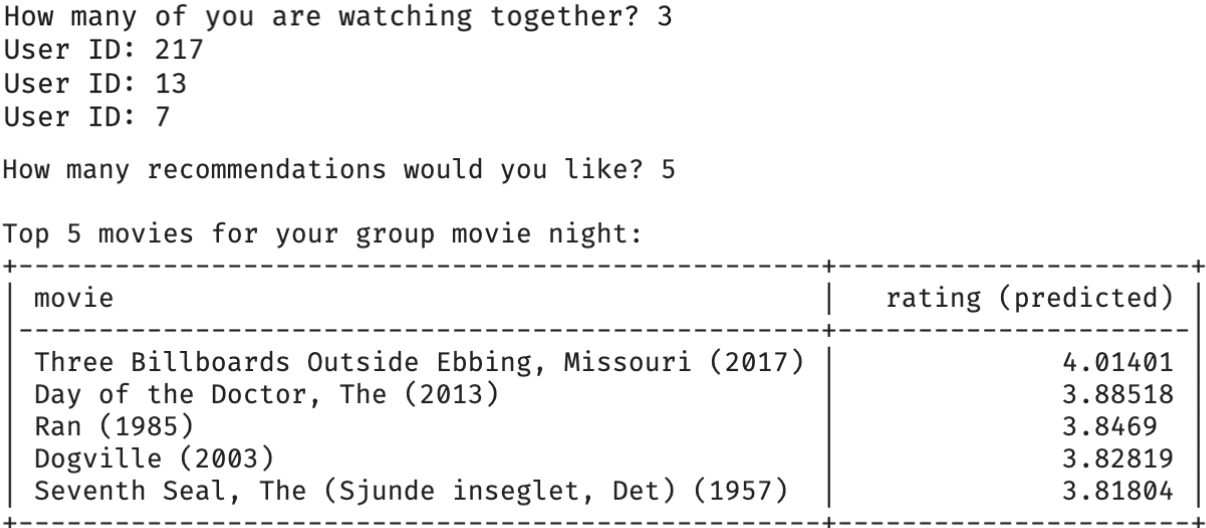 How many of you are watching together? 3
User ID: 217
User ID: 13
User ID: 7
How many recommendations would you like? 5
Top 5 movies for your group movie night:
movie | rating (predicted)
Three Billboards Outside Ebbing, Missouri (2017) | 4.01401
Day of the Doctor, The (2013) | 3.88518
Ran (1985) | 3.8469
Dogville (2003) | 3.82819
Seventh Seal, The (Sjunde inseglet, Det) (1957) | 3.81804